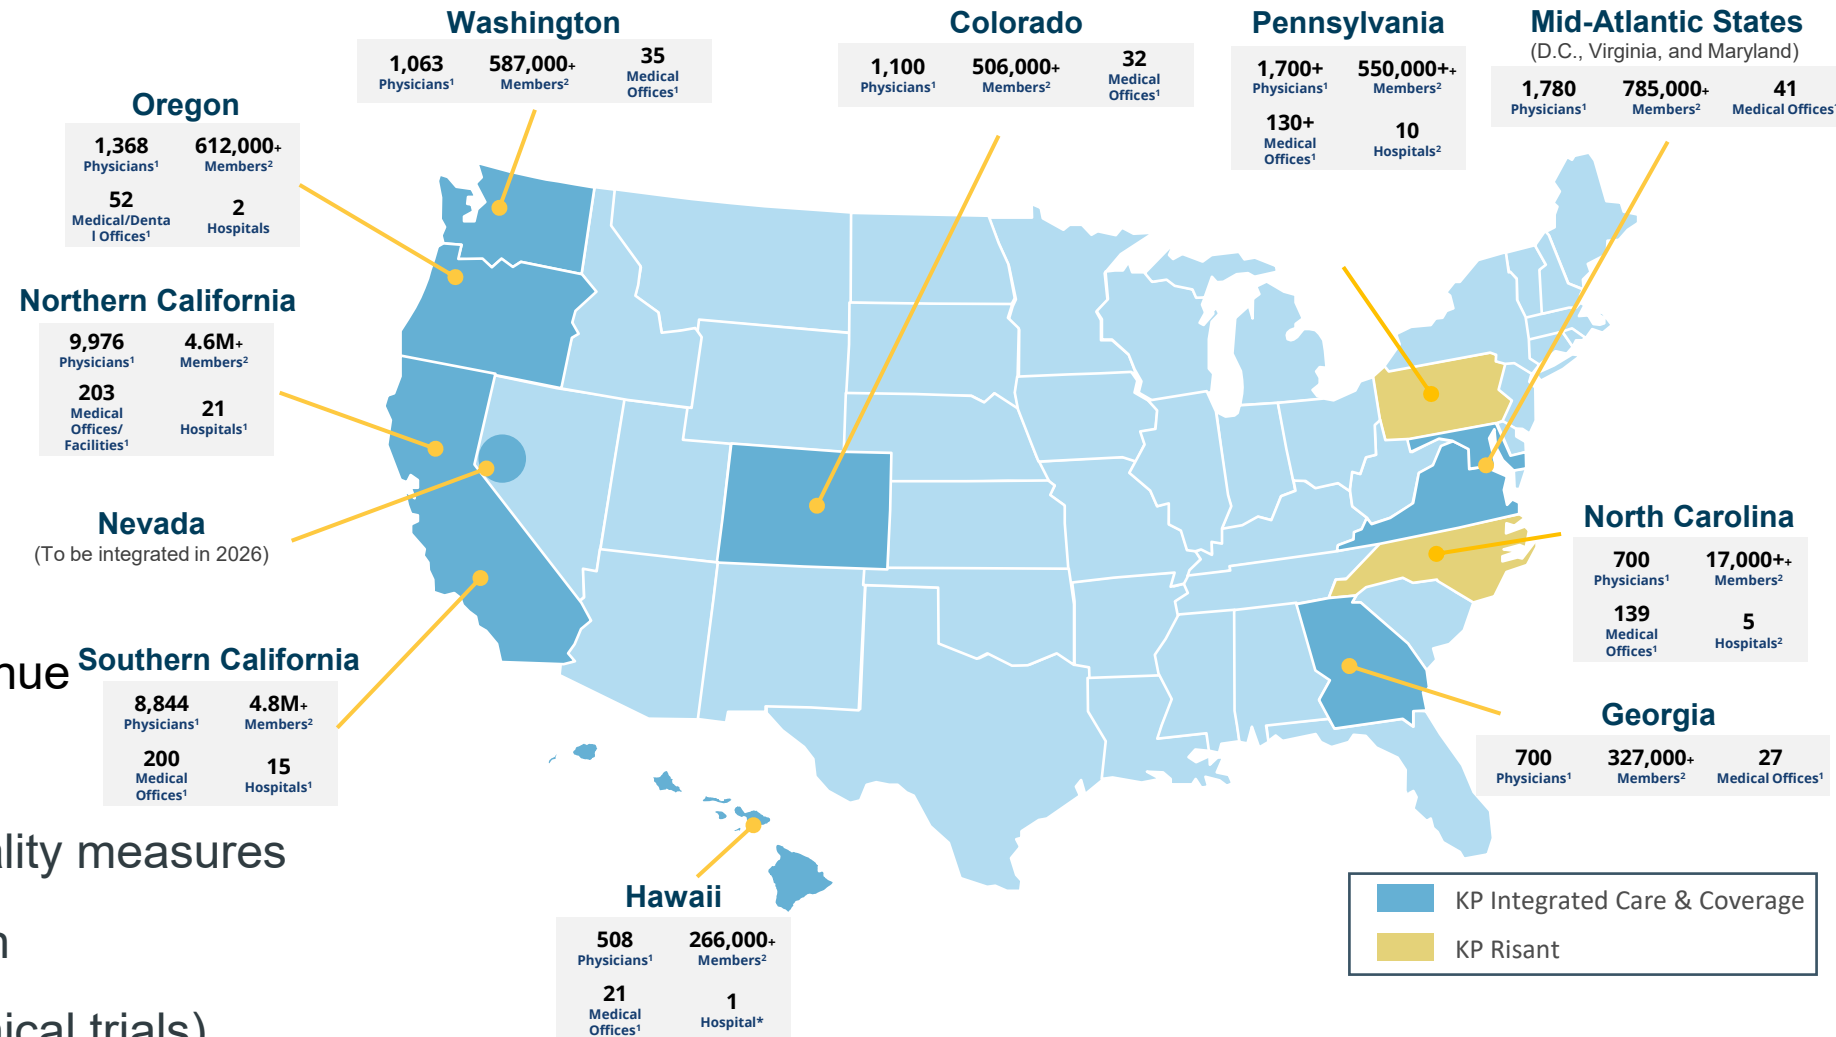 Washington
1,063
Physicians¹
587,000+
Members²
35
Medical
Offices¹
Colorado
1,100
Physicians¹
506,000+
Members²
32
Medical
Offices¹
Pennsylvania
1,700+
Physicians¹
550,000++
Members²
130+
Medical
Offices¹
10
Hospitals²
Mid-Atlantic States
(D.C., Virginia, and Maryland)
1,780
Physicians¹
785,000+
Members²
41
Medical Offices¹
Oregon
1,368
Physicians¹
612,000+
Members²
52
Medical/Denta
l Offices¹
2
Hospitals
Northern California
9,976
Physicians¹
4.6M+
Members²
203
Medical
Offices/
Facilities¹
21
Hospitals¹
Nevada
(To be integrated in 2026)
North Carolina
700
Physicians¹
17,000++
Members²
139
Medical
Offices¹
5
Hospitals²
nue
Southern California
8,844
Physicians¹
4.8M+
Members²
200
Medical
Offices¹
15
Hospitals¹
Georgia
700
Physicians¹
327,000+
Members²
27
Medical Offices¹
ality measures
n
nical trials)
Hawaii
508
Physicians¹
266,000+
Members²
21
Medical
Offices¹
1
Hospital*
KP Integrated Care & Coverage
KP Risant